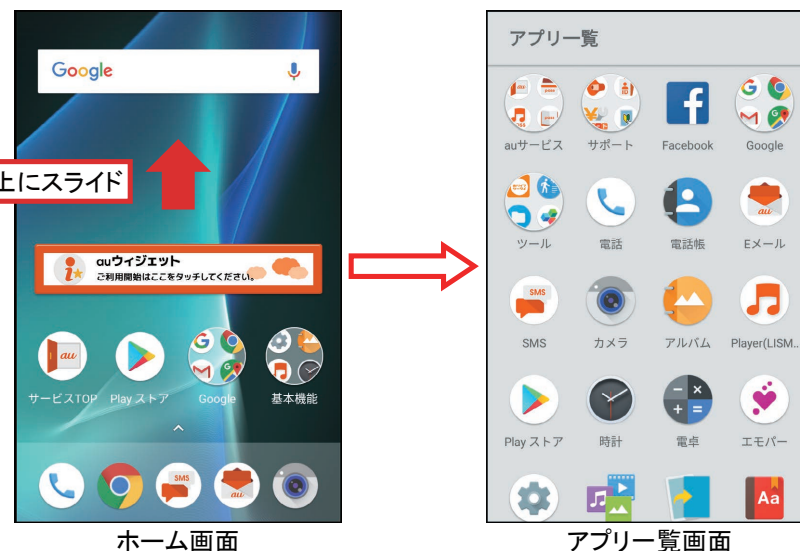 Google
上にスライド
auウィジェット
ご利用開始はここをタッチしてください。
au
サービスTOP
Play ストア
Google
基本機能
SMS
au
ホーム画面
アプリ一覧
auサービス
サポート
Facebook
Google
ツール
電話
電話帳
au
Eメール
SMS
SMS
カメラ
アルバム
Player(LISM..
Play ストア
時計
電卓
エモパー
Aa
アプリ一覧画面